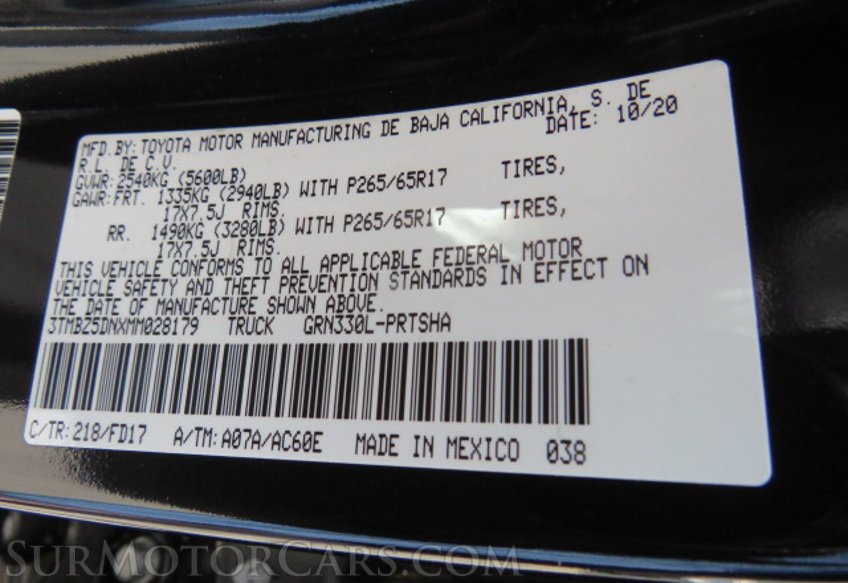 MFD.BY: TOYOTA MOTOR MANUFACTURING DE BAJA CALIFORNIA, S. DE
R.L. DE C.V. DATE: 10/20
GVWR: 2540KG (5600LB)
GAWR: FRT. 1335KG (2940LB) WITH P265/65R17 TIRES,
17X7.5J RIMS.
RR. 1490KG (3280LB) WITH P265/65R17 TIRES,
17X7.5J RIMS.
THIS VEHICLE CONFORMS TO ALL APPLICABLE FEDERAL MOTOR
VEHICLE SAFETY AND THEFT PREVENTION STANDARDS IN EFFECT ON
THE DATE OF MANUFACTURE SHOWN ABOVE.
3TMBZ5DNXMM028179 TRUCK GRN330L-PRTSHA
C/TR: 218/FD17 A/TM: A07A/AC60E MADE IN MEXICO 038
SURMOTORCARS.COM